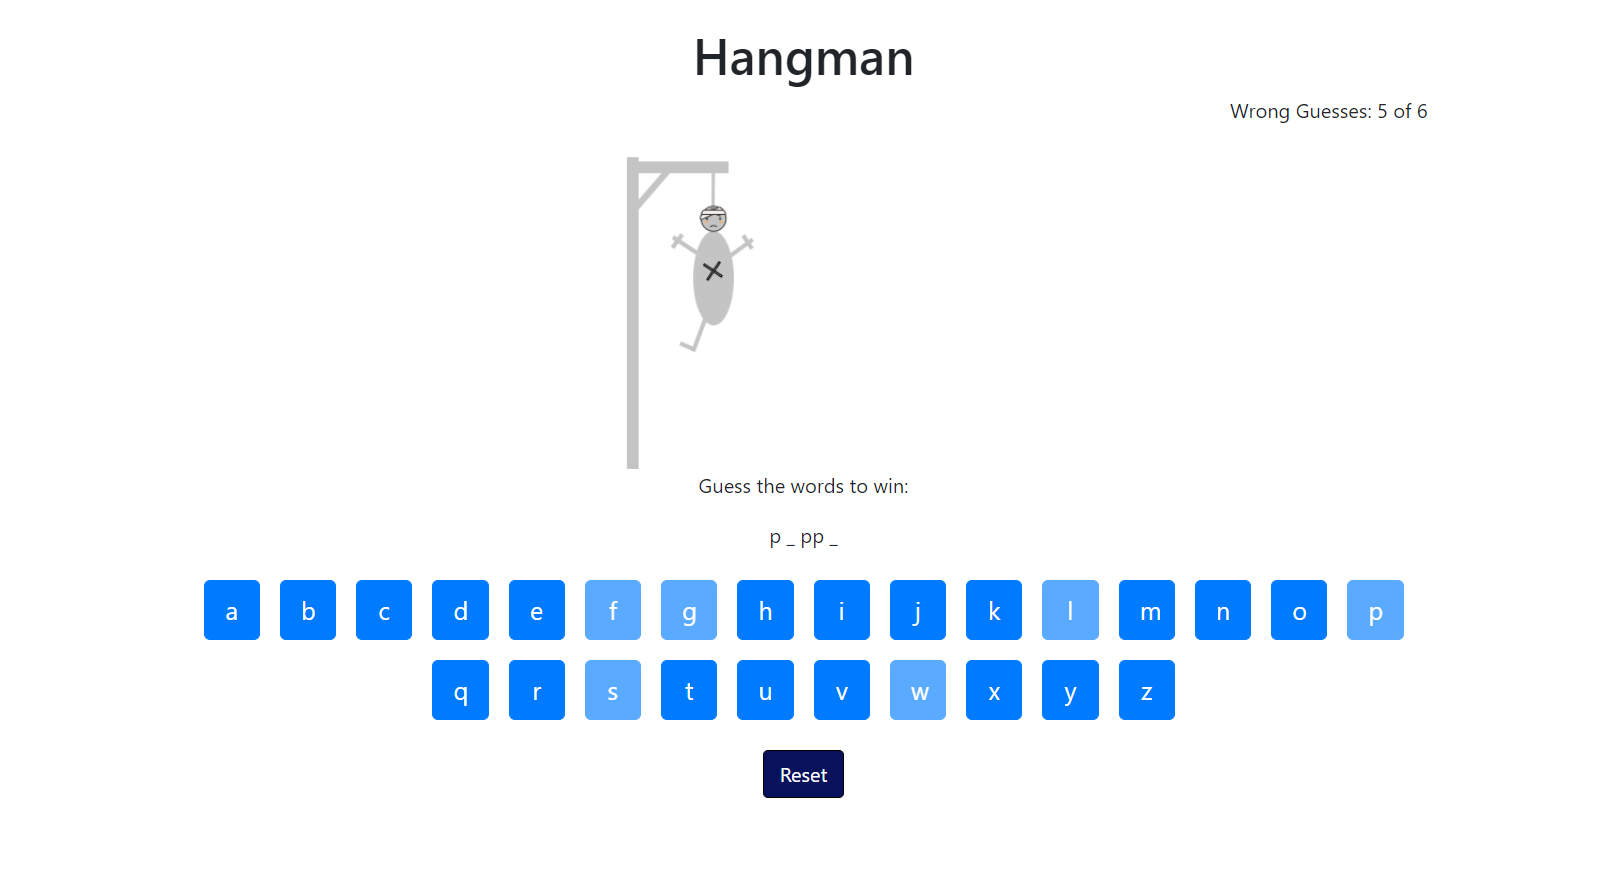 Hangman
Wrong Guesses: 5 of 6
Guess the words to win:
p _ pp _
a b c d e f g h i j k l m n o p
q r s t u v w x y z
Reset